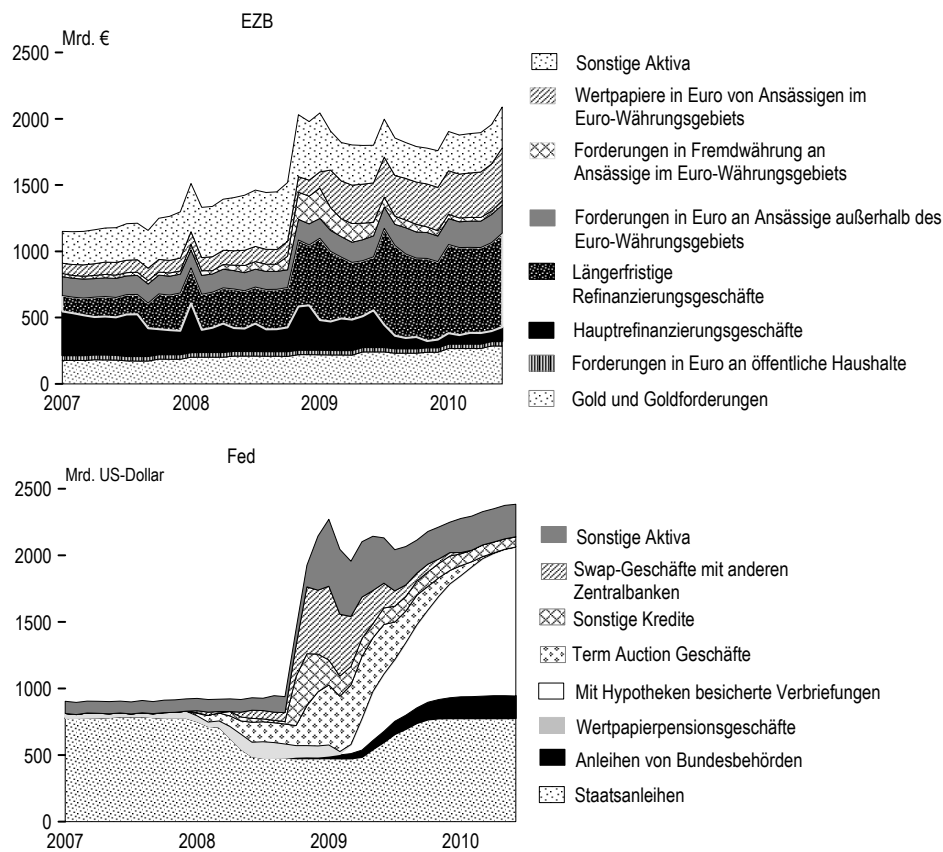 EZB
Mrd. €
2500
2000
1500
1000
500
0
2007
2008
2009
2010
Sonstige Aktiva
Wertpapiere in Euro von Ansässigen im
Euro-Währungsgebiets
Forderungen in Fremdwährung an
Ansässige im Euro-Währungsgebiets
Forderungen in Euro an Ansässige außerhalb des
Euro-Währungsgebiets
Längerfristige
Refinanzierungsgeschäfte
Hauptrefinanzierungsgeschäfte
Forderungen in Euro an öffentliche Haushalte
Gold und Goldforderungen
Fed
Mrd. US-Dollar
2500
2000
1500
1000
500
0
2007
2008
2009
2010
Sonstige Aktiva
Swap-Geschäfte mit anderen
Zentralbanken
Sonstige Kredite
Term Auction Geschäfte
Mit Hypotheken besicherte Verbriefungen
Wertpapierpensionsgeschäfte
Anleihen von Bundesbehörden
Staatsanleihen